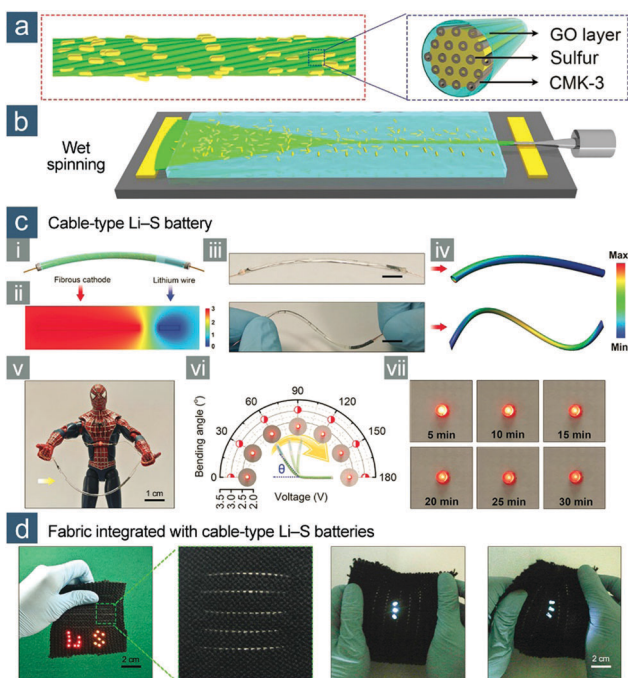 a
GO layer
Sulfur
CMK-3
b
Wet
spinning
c Cable-type Li–S battery
i
Fibrous cathode
Lithium wire
ii
3
2
1
0
iii
iv
Max
Min
v
1 cm
vi
Bending angle (°)
0
30
60
90
120
150
180
θ
3.5
3.0
2.5
2.0
Voltage (V)
vii
5 min
10 min
15 min
20 min
25 min
30 min
d Fabric integrated with cable-type Li–S batteries
LI S
2 cm
2 cm